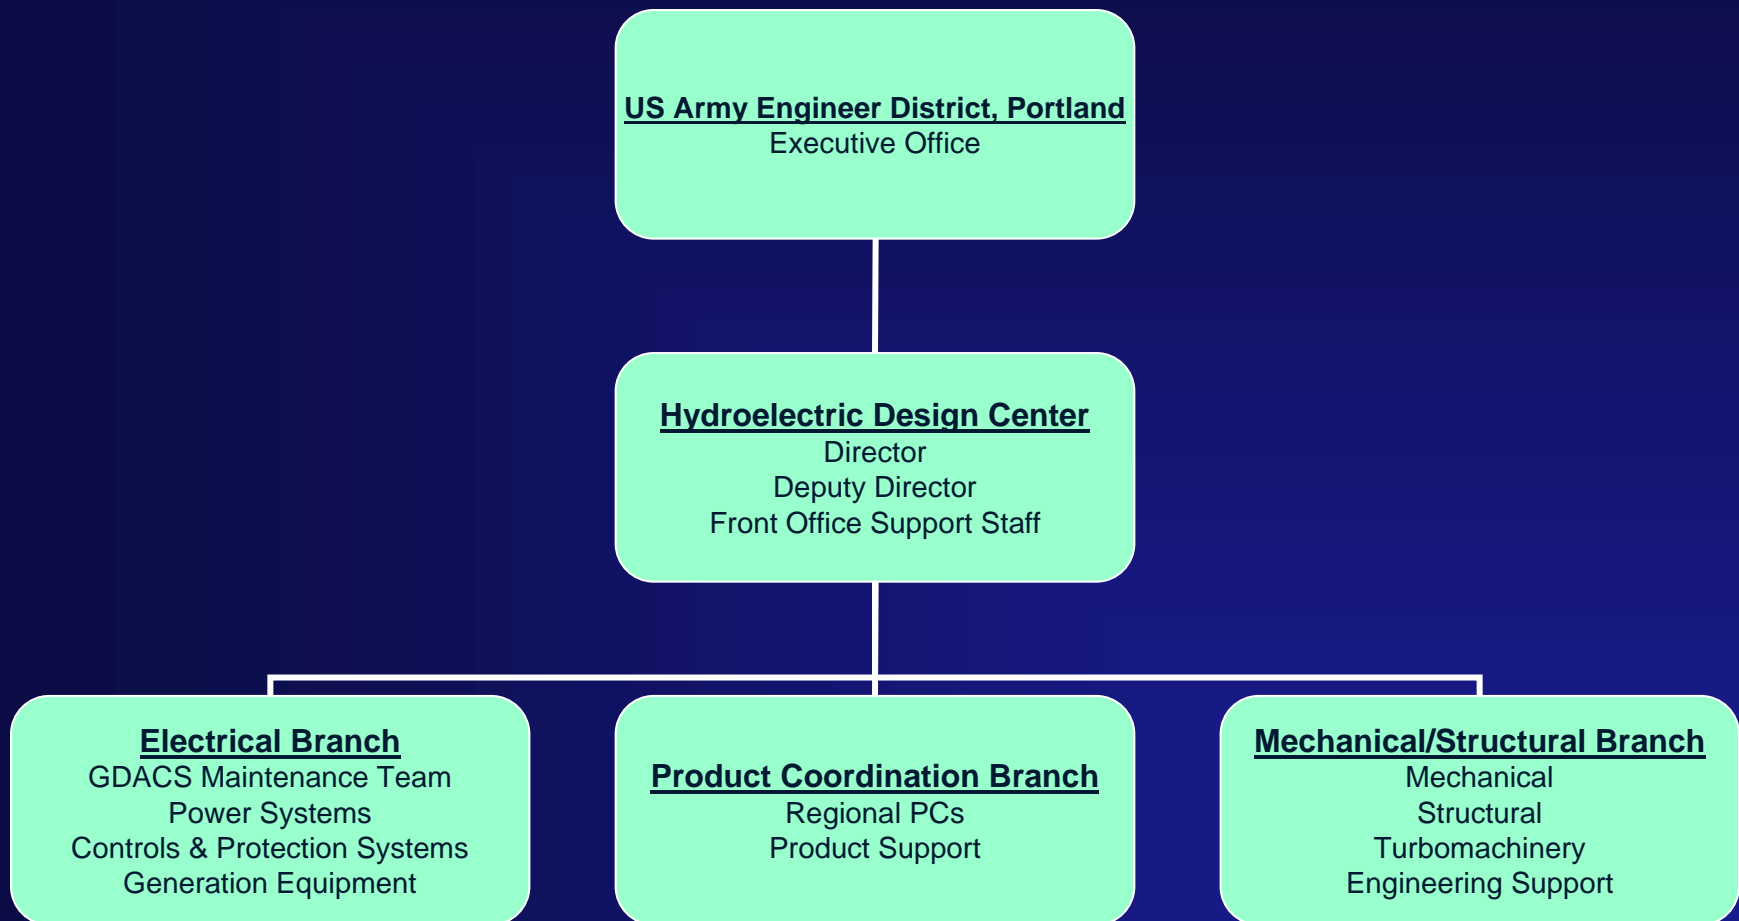 US Army Engineer District, Portland
Executive Office
Hydroelectric Design Center
Director
Deputy Director
Front Office Support Staff
Electrical Branch
GDACS Maintenance Team
Power Systems
Controls & Protection Systems
Generation Equipment
Product Coordination Branch
Regional PCs
Product Support
Mechanical/Structural Branch
Mechanical
Structural
Turbomachinery
Engineering Support